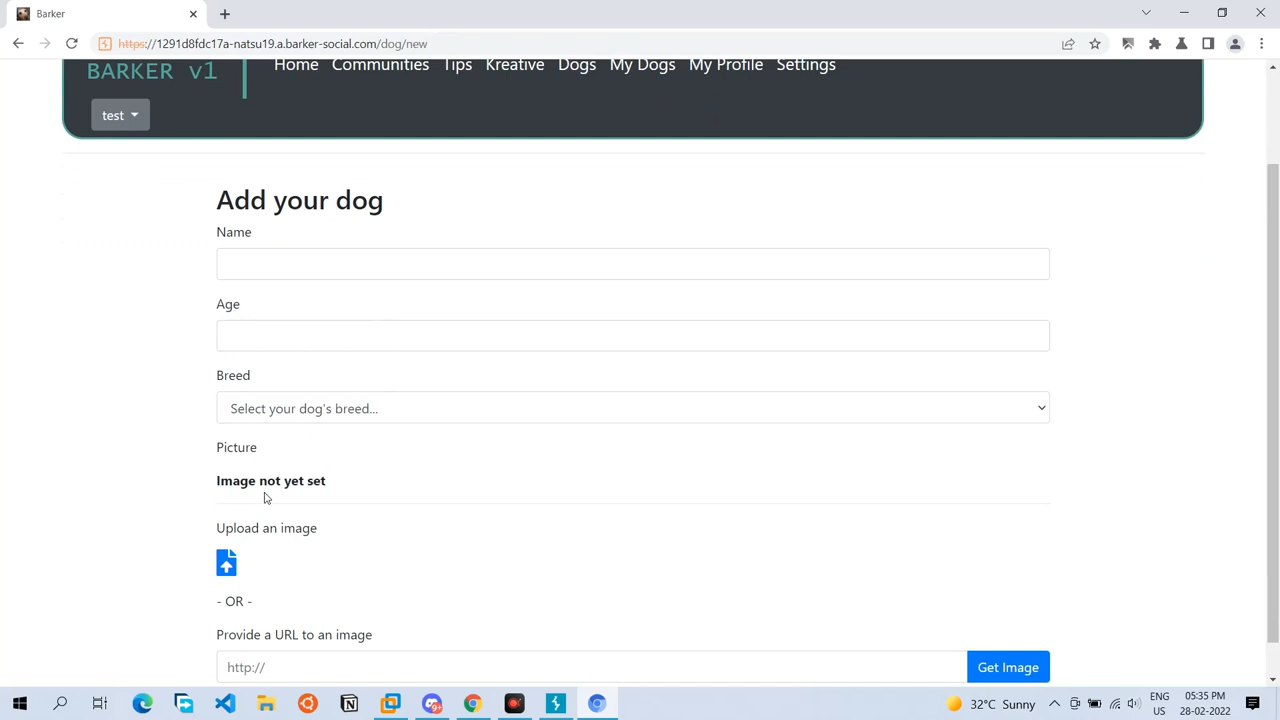 Barker
https://1291d8fdc17a-natsu19.a.barker-social.com/dog/new
BARKER v1
Home Communities Tips Kreative Dogs My Dogs My Profile Settings
test
Add your dog
Name
Age
Breed
Select your dog's breed...
Picture
Image not yet set
Upload an image
- OR -
Provide a URL to an image
http://
Get Image
32°C Sunny
ENG
US
05:35 PM
28-02-2022